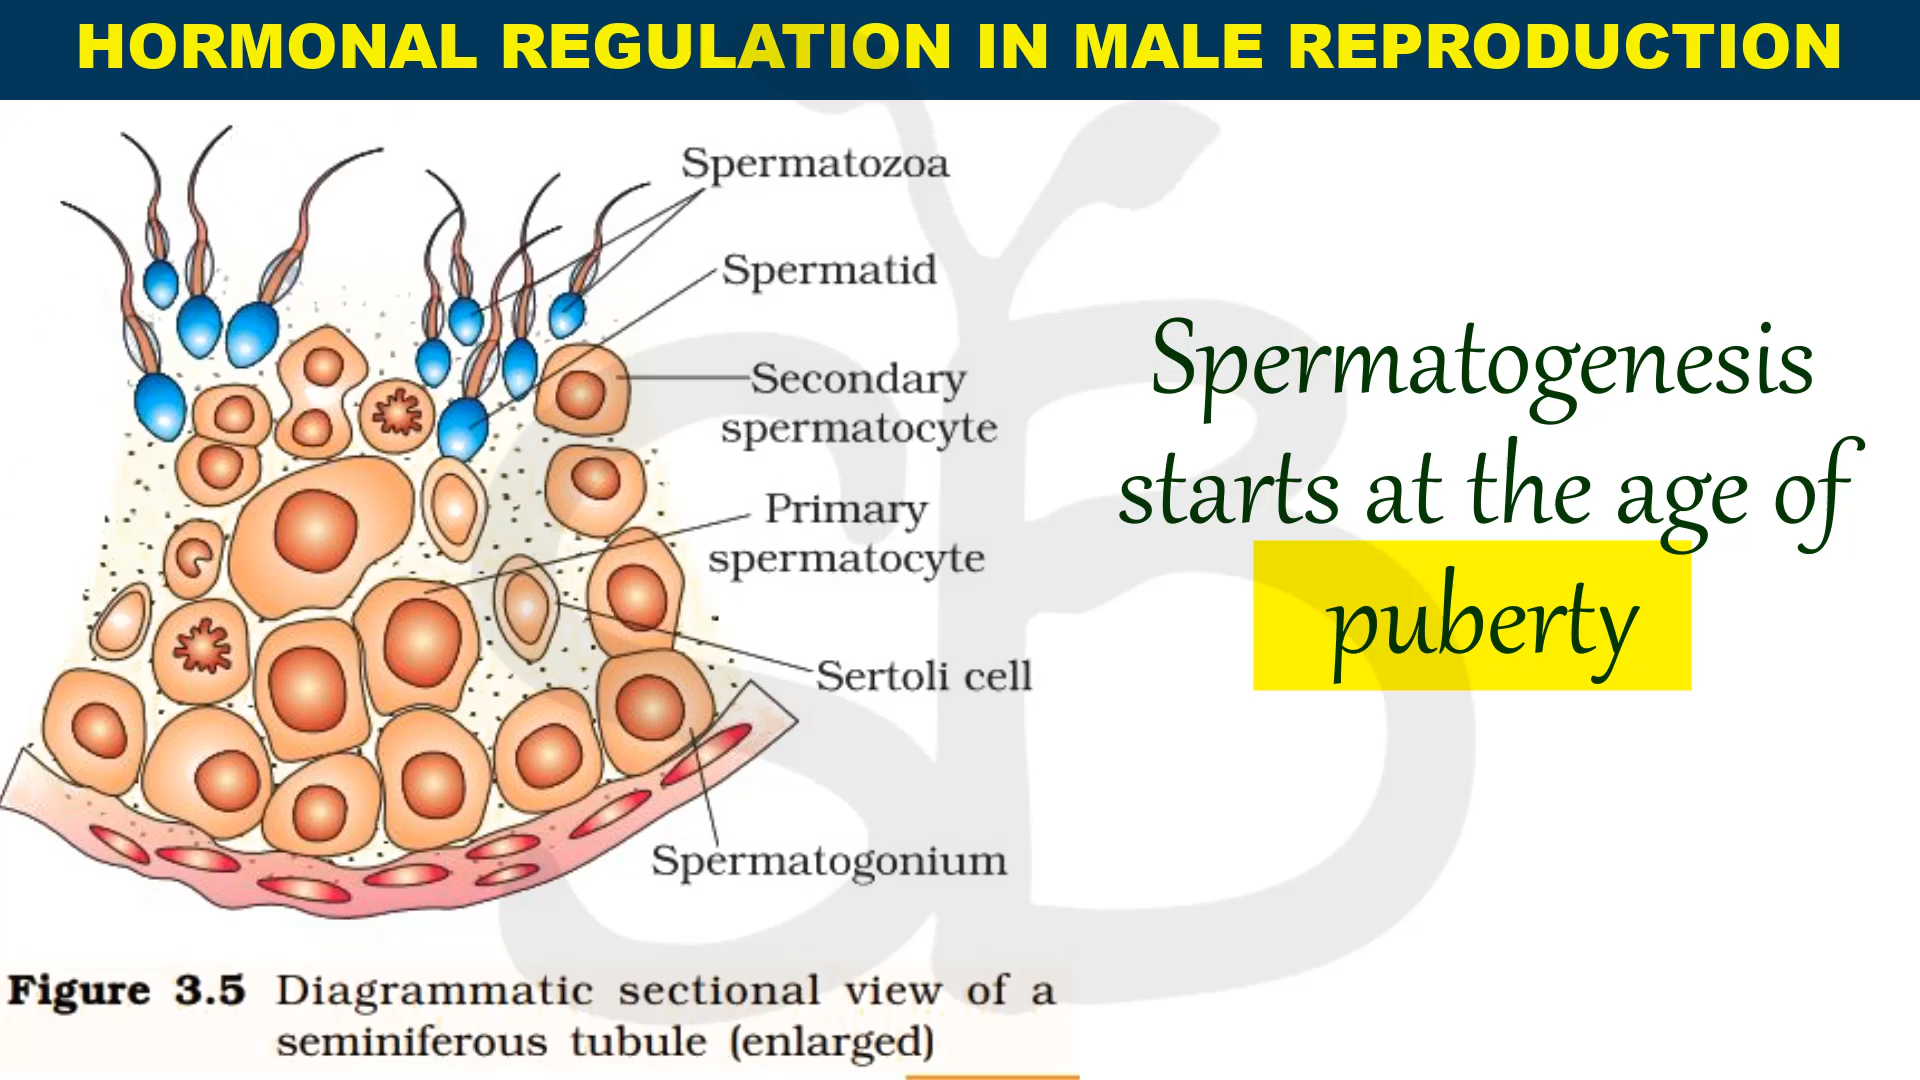 HORMONAL REGULATION IN MALE REPRODUCTION
Spermatozoa
Spermatid
Secondary
spermatocyte
Primary
spermatocyte
Sertoli cell
Spermatogonium
Figure 3.5 Diagrammatic sectional view of a
seminiferous tubule (enlarged)
Spermatogenesis
starts at the age of
puberty